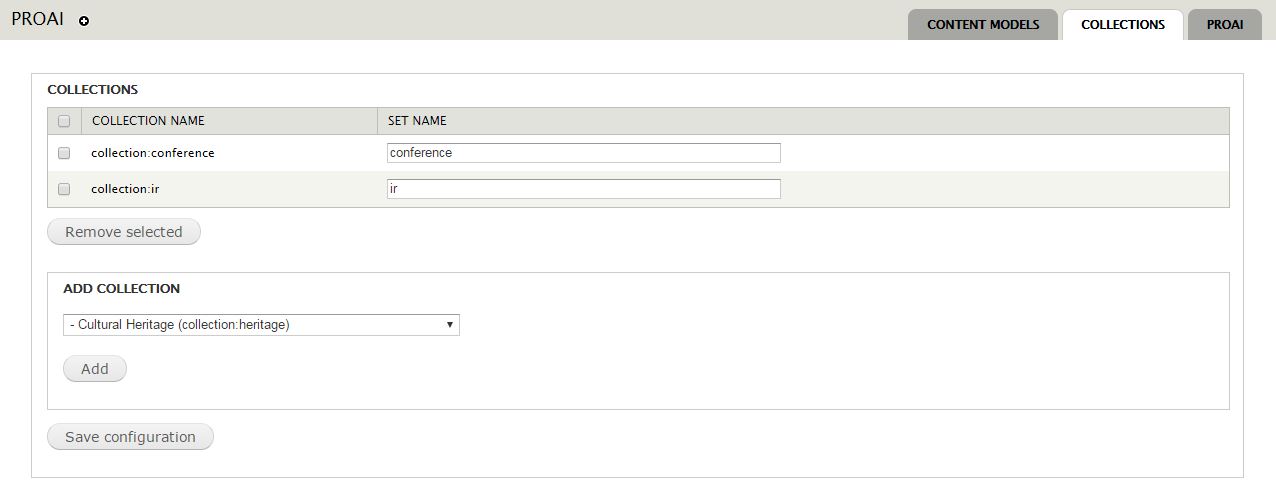 PROAI
CONTENT MODELS
COLLECTIONS
PROAI
COLLECTIONS
COLLECTION NAME SET NAME
collection:conference conference
collection:ir ir
Remove selected
ADD COLLECTION
- Cultural Heritage (collection:heritage)
Add
Save configuration